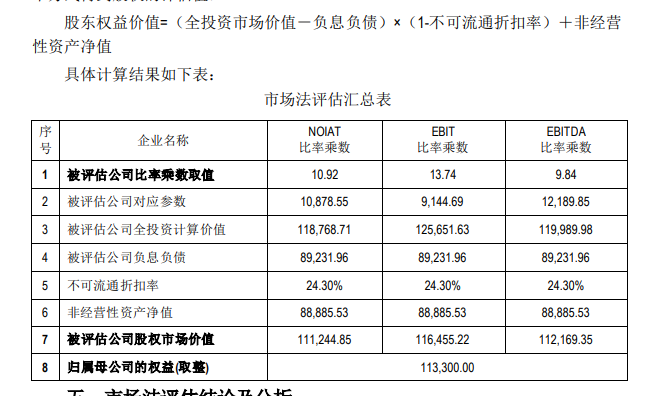 股东权益价值=（全投资市场价值－负息负债）×（1-不可流通折扣率）＋非经营
性资产净值
具体计算结果如下表：
市场法评估汇总表
序号 企业名称 NOIAT 比率乘数 EBIT 比率乘数 EBITDA 比率乘数
1 被评估公司比率乘数取值 10.92 13.74 9.84
2 被评估公司对应参数 10,878.55 9,144.69 12,189.85
3 被评估公司全投资计算价值 118,768.71 125,651.63 119,989.98
4 被评估公司负息负债 89,231.96 89,231.96 89,231.96
5 不可流通折扣率 24.30% 24.30% 24.30%
6 非经营性资产净值 88,885.53 88,885.53 88,885.53
7 被评估公司股权市场价值 111,244.85 116,455.22 112,169.35
8 归属母公司的权益(取整) 113,300.00